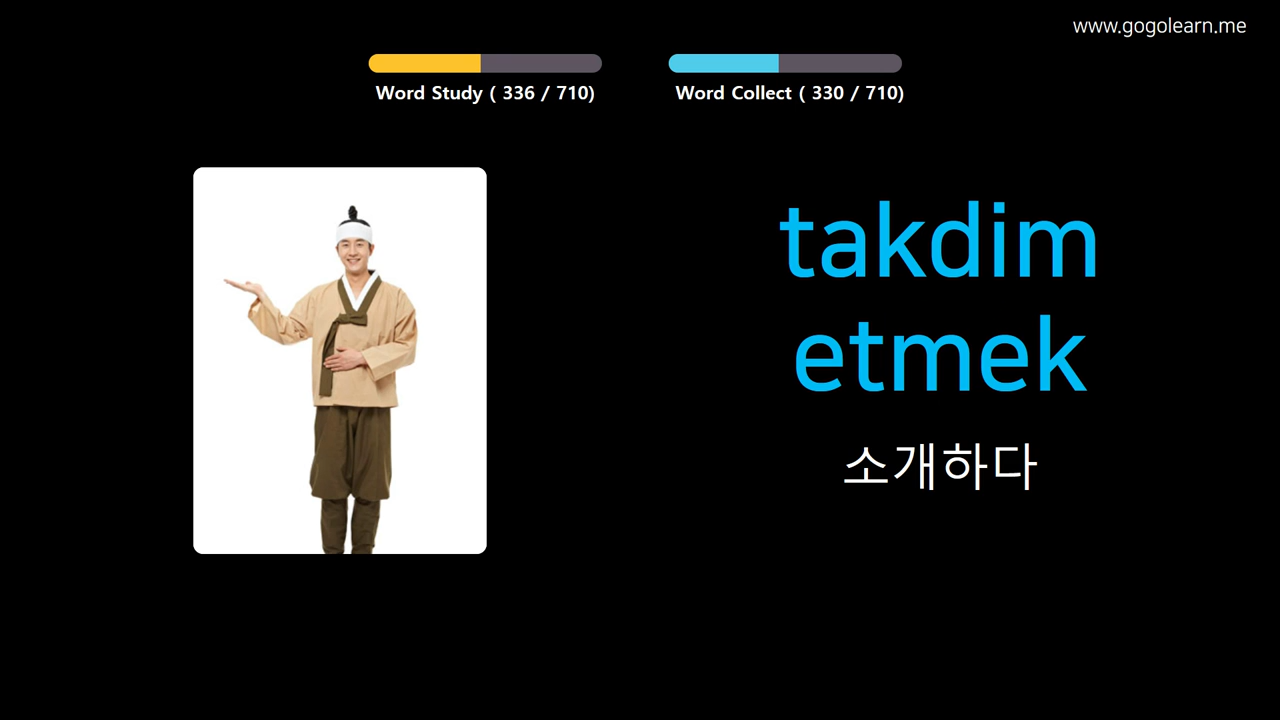 www.gogolearn.me
Word Study ( 336 / 710)
Word Collect ( 330 / 710)
takdim
etmek
소개하다